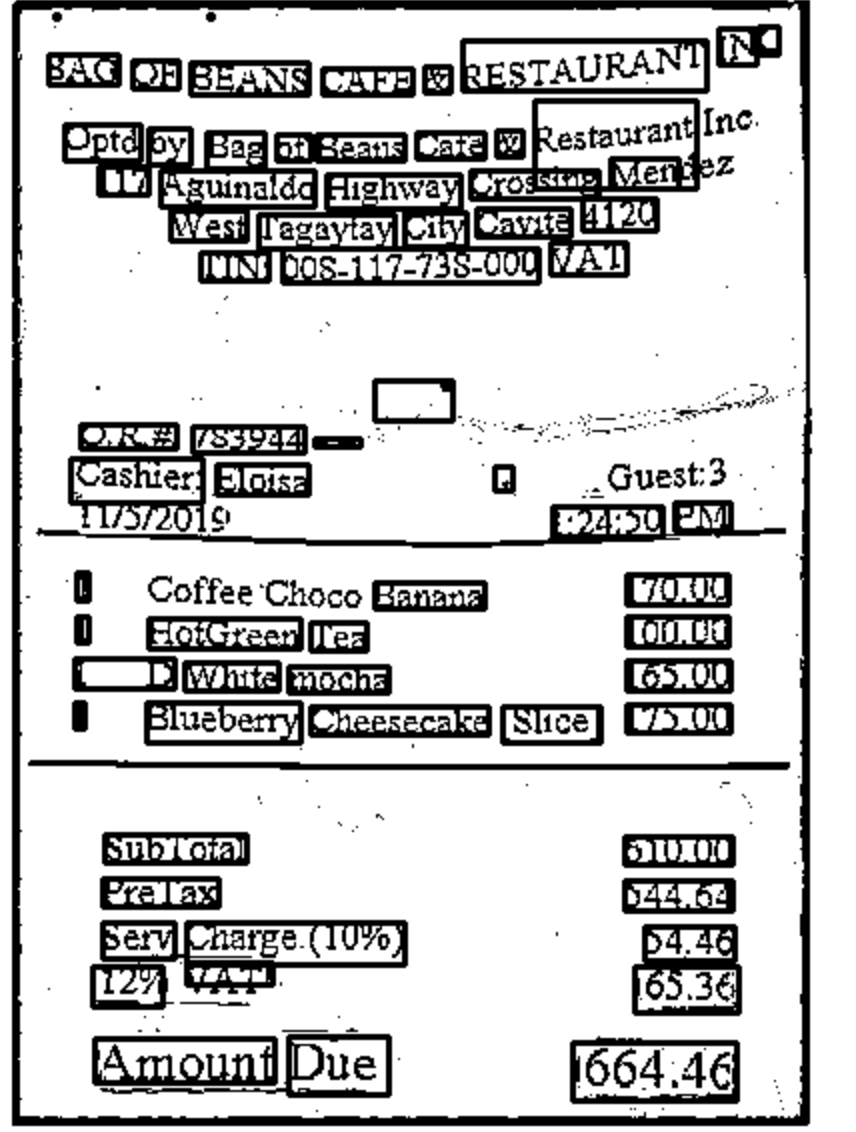 BAG OF BEANS CAFE & RESTAURANT INC
Optd by Bag of Beans Cafe & Restaurant Inc.
Aguinaldo Highway Crossing Mendez
West Tagaytay City Cavite 4120
TIN: 008-117-738-000 VAT
O.R.# 783944
Cashier: Eloisa Guest:3
11/5/2019 PM
Coffee Choco Banana 170.00
HotGreen Tea 100.00
White mocha 165.00
Blueberry Cheesecake Slice 175.00
SubTotal 610.00
PreTax 544.64
Serv Charge.(10%) 54.46
12% VAT 65.36
Amount Due 664.46